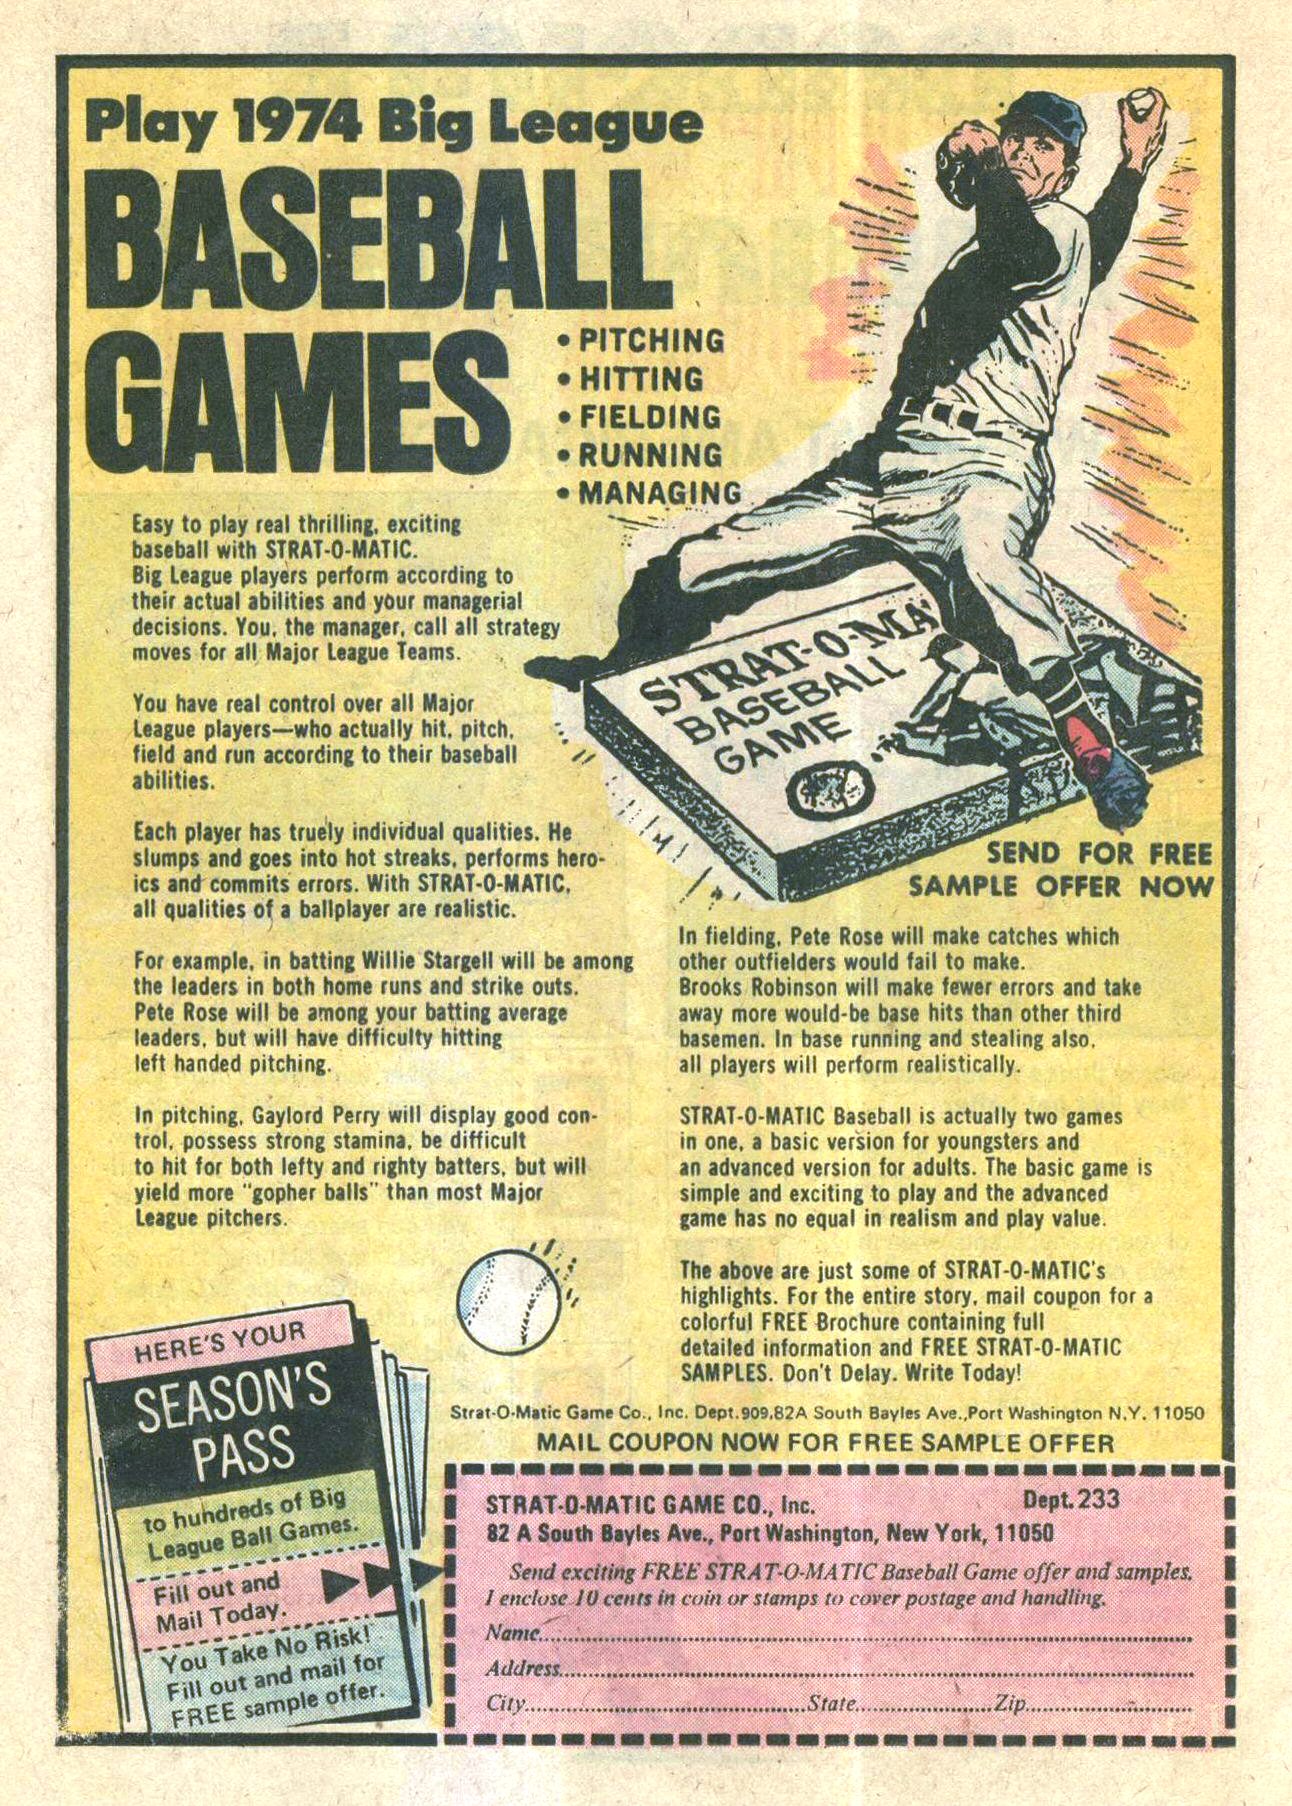 Play 1974 Big League
BASEBALL
GAMES
• PITCHING
• HITTING
• FIELDING
• RUNNING
• MANAGING
Easy to play real thrilling, exciting
baseball with STRAT-O-MATIC.
Big League players perform according to
their actual abilities and your managerial
decisions. You, the manager, call all strategy
moves for all Major League Teams.
You have real control over all Major
League players—who actually hit, pitch,
field and run according to their baseball
abilities.
Each player has truely individual qualities. He
slumps and goes into hot streaks, performs hero-
ics and commits errors. With STRAT-O-MATIC,
all qualities of a ballplayer are realistic.
For example, in batting Willie Stargell will be among
the leaders in both home runs and strike outs.
Pete Rose will be among your batting average
leaders, but will have difficulty hitting
left handed pitching.
In pitching, Gaylord Perry will display good con-
trol, possess strong stamina, be difficult
to hit for both lefty and righty batters, but will
yield more "gopher balls" than most Major
League pitchers.
STRAT-O-MA
BASEBALL
GAME
SEND FOR FREE
SAMPLE OFFER NOW
In fielding, Pete Rose will make catches which
other outfielders would fail to make.
Brooks Robinson will make fewer errors and take
away more would-be base hits than other third
basemen. In base running and stealing also,
all players will perform realistically.
STRAT-O-MATIC Baseball is actually two games
in one, a basic version for youngsters and
an advanced version for adults. The basic game is
simple and exciting to play and the advanced
game has no equal in realism and play value.
The above are just some of STRAT-O-MATIC's
highlights. For the entire story, mail coupon for a
colorful FREE Brochure containing full
detailed information and FREE STRAT-O-MATIC
SAMPLES. Don't Delay. Write Today!
Strat-O-Matic Game Co., Inc. Dept.909,82A South Bayles Ave.,Port Washington N.Y. 11050
MAIL COUPON NOW FOR FREE SAMPLE OFFER
HERE'S YOUR
SEASON'S
PASS
to hundreds of Big
League Ball Games.
Fill out and
Mail Today.
You Take No Risk!
Fill out and mail for
FREE sample offer.
STRAT-O-MATIC GAME CO., Inc. Dept.233
82 A South Bayles Ave., Port Washington, New York, 11050
Send exciting FREE STRAT-O-MATIC Baseball Game offer and samples.
I enclose 10 cents in coin or stamps to cover postage and handling.
Name
Address
City State Zip